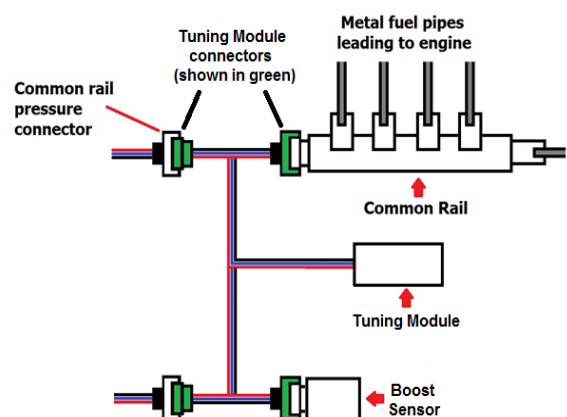 Metal fuel pipes
leading to engine
Tuning Module
connectors
(shown in green)
Common rail
pressure
connector
Common Rail
Tuning Module
Boost
Sensor